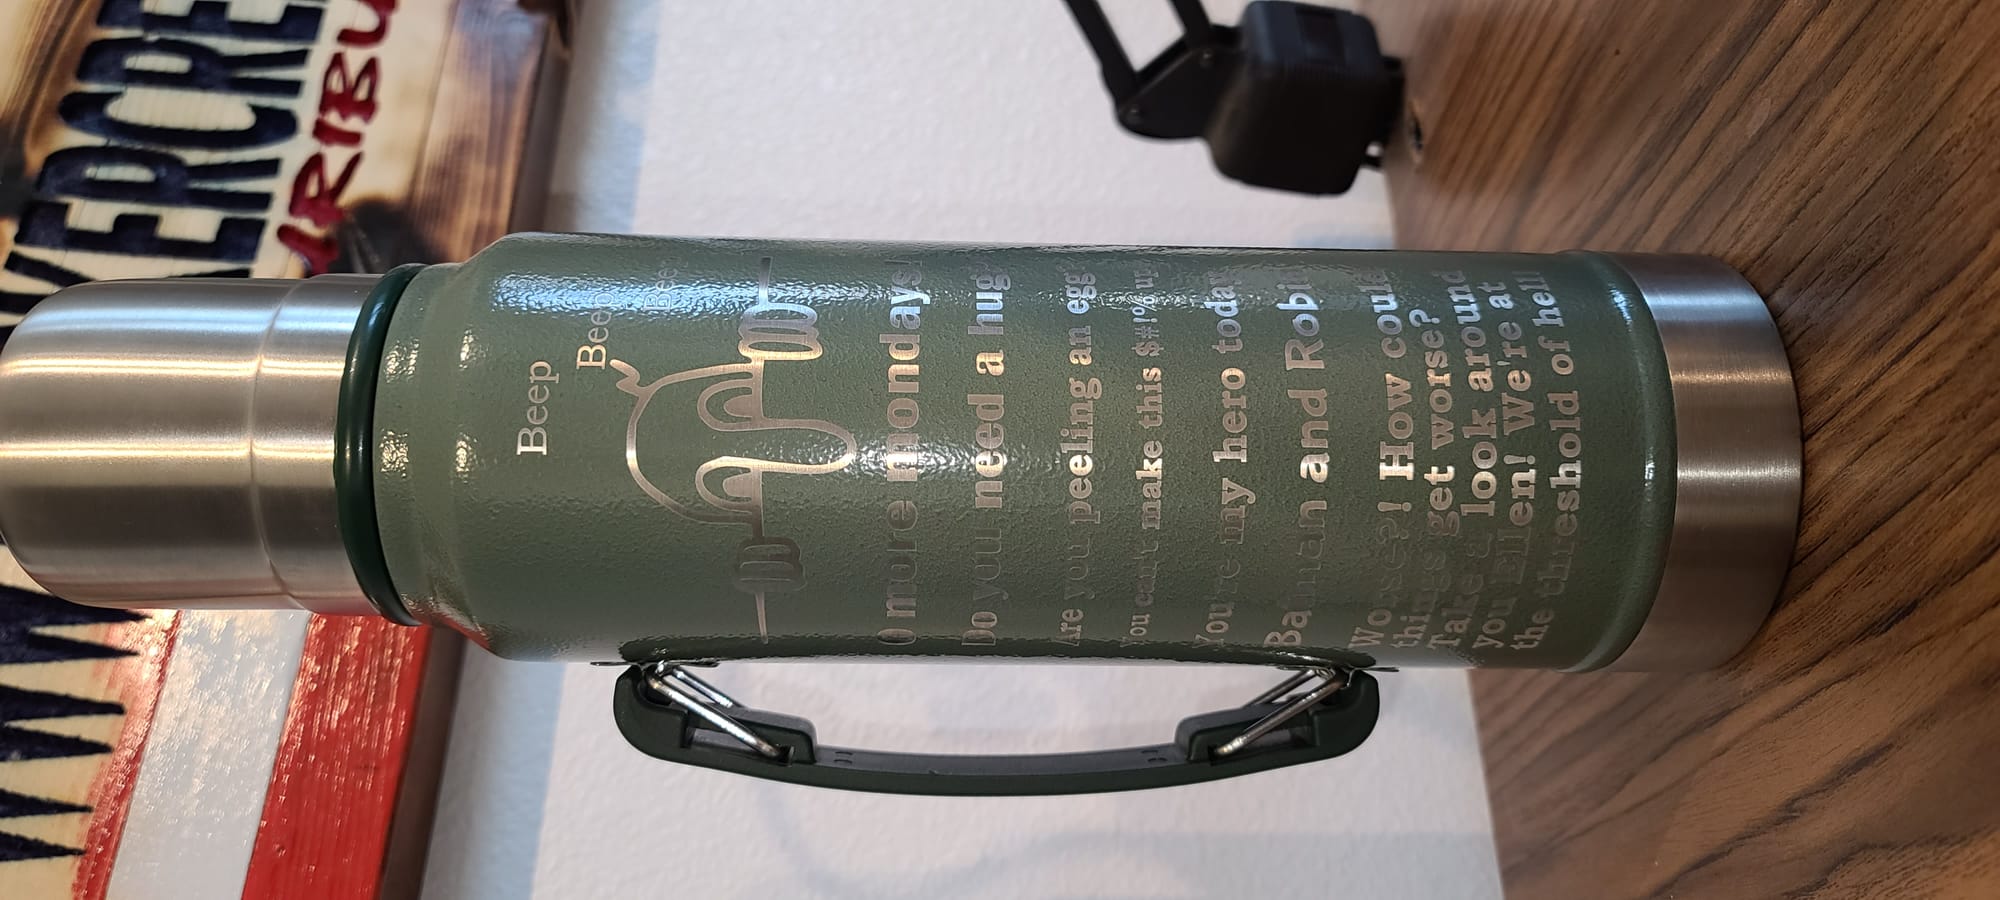 Beep
Beep
Beep
0 more mondays!
Do you need a hug
Are you peeling an egg
You can't make this $#!% up
You're my hero today
Batman and Robin
Worse?! How could
things get worse?
Take a look around
you Ellen! We're at
the threshold of hell